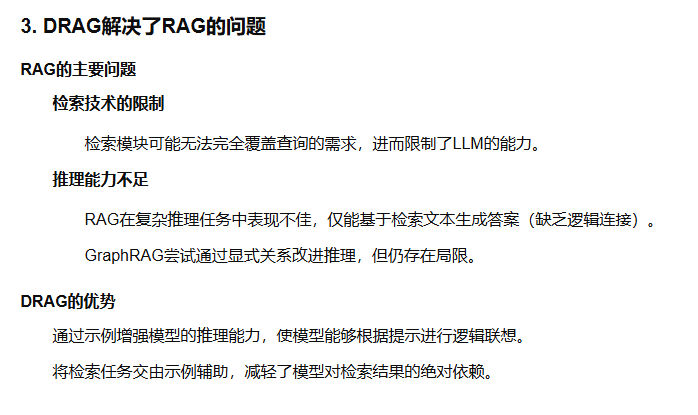 3. DRAG解决了RAG的问题
RAG的主要问题
检索技术的限制
检索模块可能无法完全覆盖查询的需求，进而限制了LLM的能力。
推理能力不足
RAG在复杂推理任务中表现不佳，仅能基于检索文本生成答案（缺乏逻辑连接）。
GraphRAG尝试通过显式关系改进推理，但仍存在局限。
DRAG的优势
通过示例增强模型的推理能力，使模型能够根据提示进行逻辑联想。
将检索任务交由示例辅助，减轻了模型对检索结果的绝对依赖。